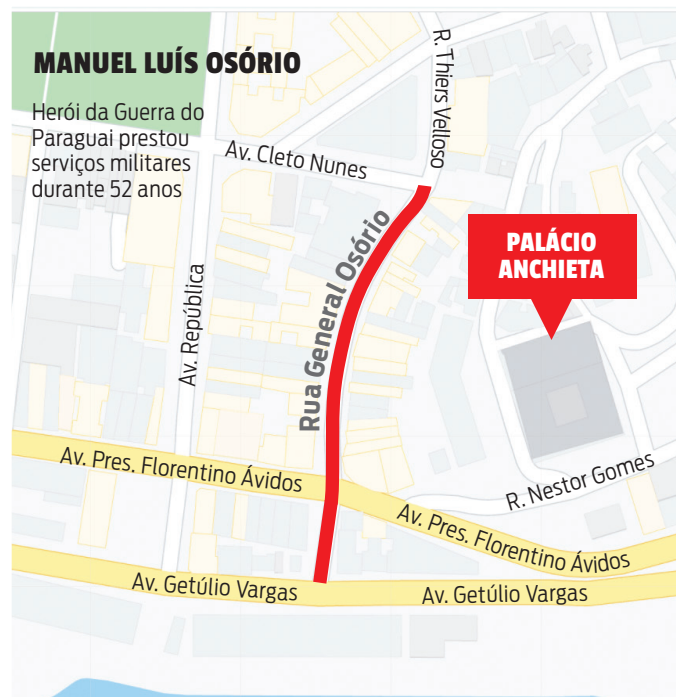 MANUEL LUÍS OSÓRIO
Herói da Guerra do
Paraguai prestou
serviços militares
durante 52 anos
R. Thiers Velloso
Av. Cleto Nunes
PALÁCIO
ANCHIETA
Rua General Osório
Av. República
Av. Pres. Florentino Ávidos
R. Nestor Gomes
Av. Pres. Florentino Ávidos
Av. Getúlio Vargas
Av. Getúlio Vargas